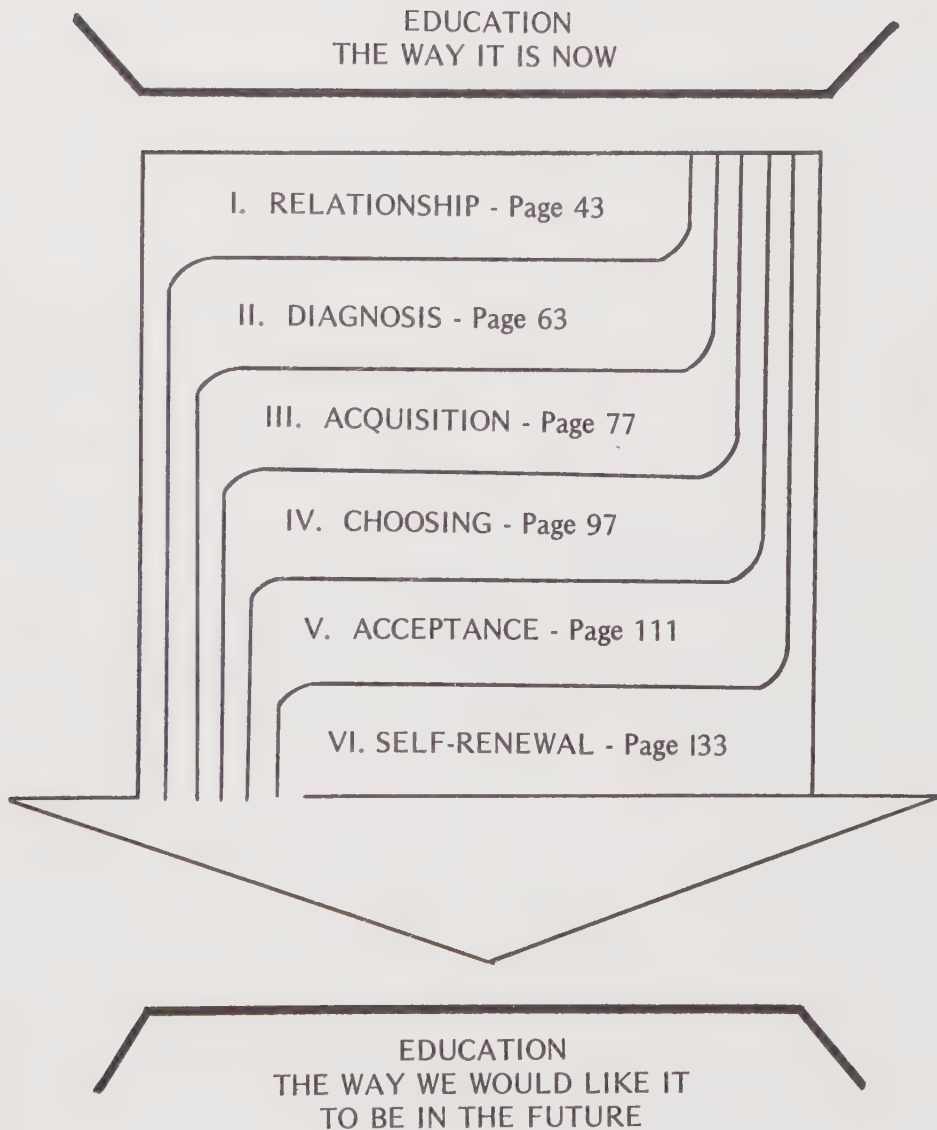 EDUCATION
THE WAY IT IS NOW
I. RELATIONSHIP - Page 43
II. DIAGNOSIS - Page 63
III. ACQUISITION - Page 77
IV. CHOOSING - Page 97
V. ACCEPTANCE - Page 111
VI. SELF-RENEWAL - Page 133
EDUCATION
THE WAY WE WOULD LIKE IT
TO BE IN THE FUTURE